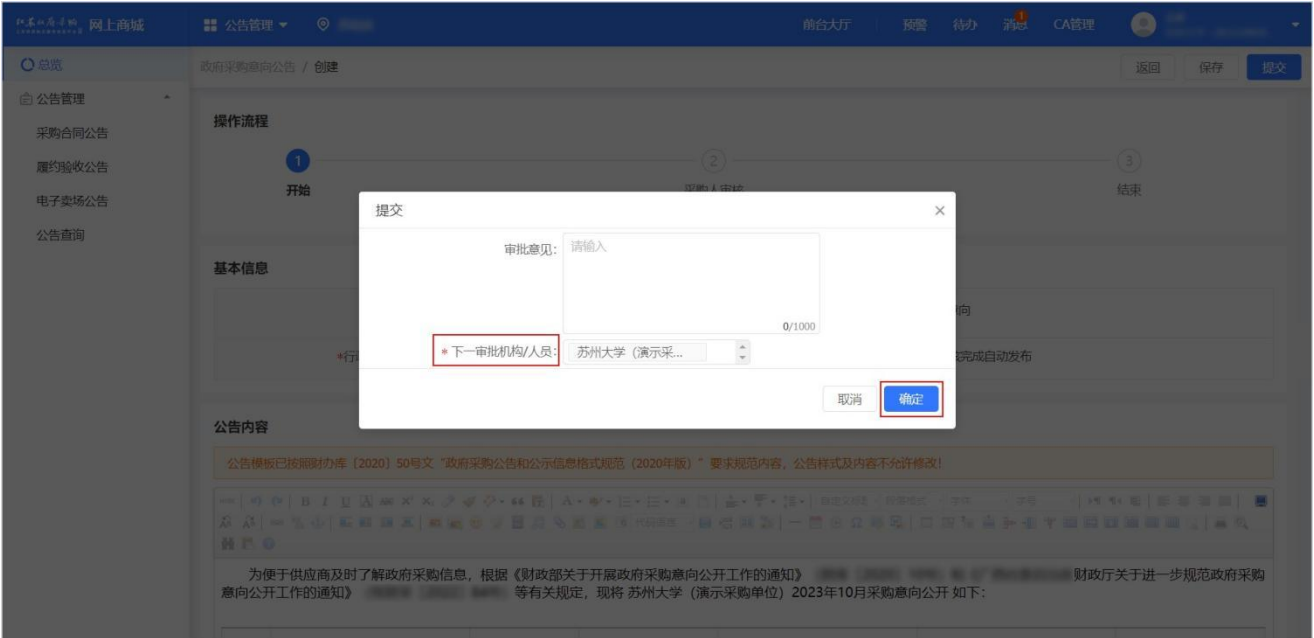 网上商城 公告管理 前台大厅 预警 待办 消息 1 CA管理
总览 政府采购意向公告 / 创建 返回 保存 提交
公告管理
采购合同公告
履约验收公告
电子卖场公告
公告查询
操作流程
1 2 3
开始 采购人审核 结束
提交 ×
审批意见: 请输入
0/1000
* 下一审批机构/人员: 苏州大学（演示采...
取消 确定
基本信息
*行
完成自动发布
公告内容
公告模板已按照财办库〔2020〕50号文“政府采购公告和公示信息格式规范（2020年版）”要求规范内容，公告样式及内容不允许修改！
为便于供应商及时了解政府采购信息，根据《财政部关于开展政府采购意向公开工作的通知》 财政厅关于进一步规范政府采购
意向公开工作的通知》 等有关规定，现将 苏州大学（演示采购单位）2023年10月采购意向公开 如下：